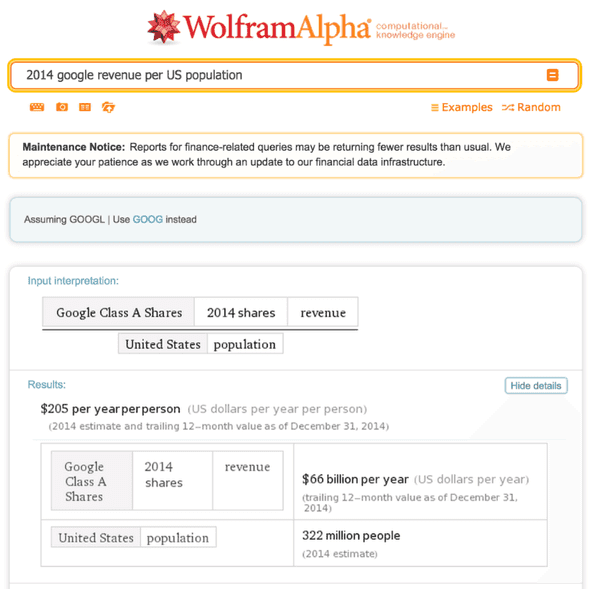 WolframAlpha computational... knowledge engine
2014 google revenue per US population
Examples Random
Maintenance Notice: Reports for finance-related queries may be returning fewer results than usual. We
appreciate your patience as we work through an update to our financial data infrastructure.
Assuming GOOGL | Use GOOG instead
Input interpretation:
Google Class A Shares 2014 shares revenue
United States population
Results:
Hide details
$205 per year per person (US dollars per year per person)
(2014 estimate and trailing 12-month value as of December 31, 2014)
Google Class A Shares 2014 shares revenue
$66 billion per year (US dollars per year)
(trailing 12-month value as of December 31,
2014)
United States population
322 million people
(2014 estimate)